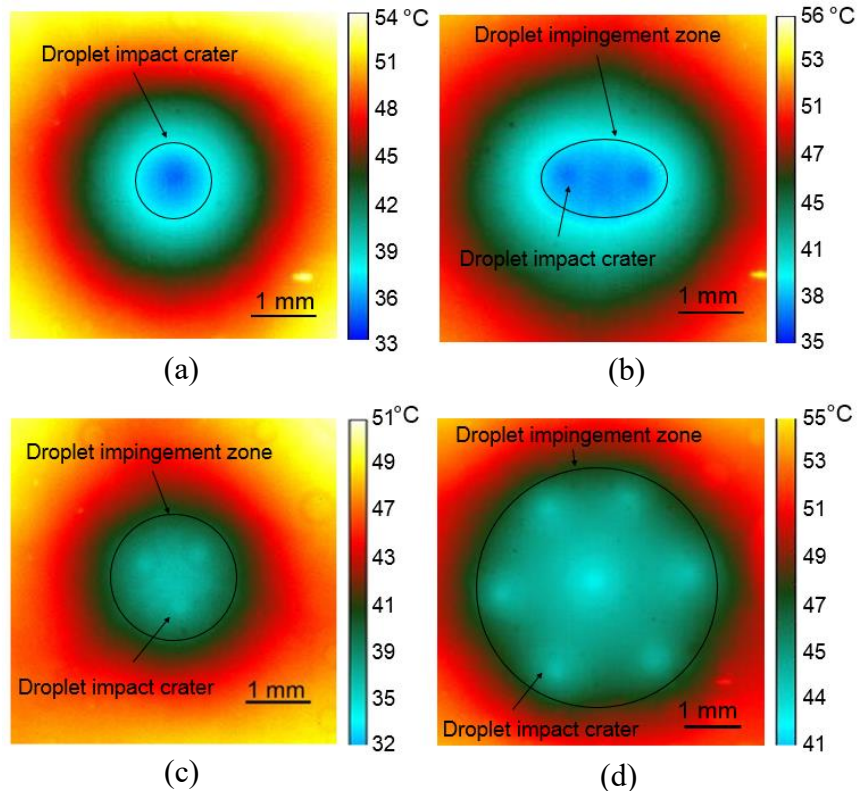 54 °C
51
48
45
42
39
36
33
Droplet impact crater
1 mm
(a)
56 °C
53
51
47
45
41
38
35
Droplet impingement zone
Droplet impact crater
1 mm
(b)
51°C
49
47
43
41
39
35
32
Droplet impingement zone
Droplet impact crater
1 mm
(c)
55°C
53
51
49
47
45
44
41
Droplet impingement zone
Droplet impact crater
1 mm
(d)